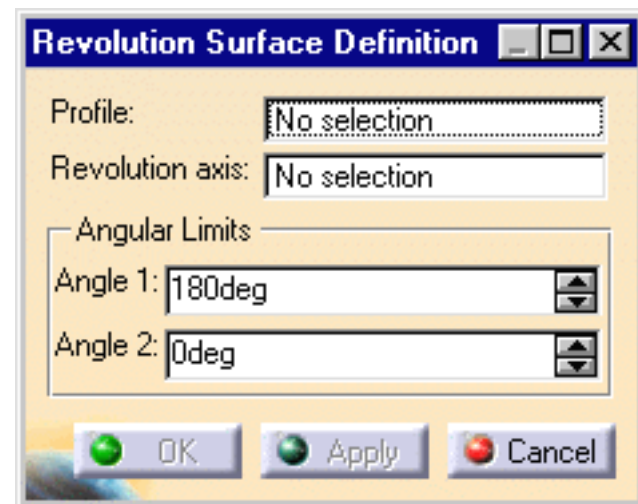 Revolution Surface Definition
Profile: No selection
Revolution axis: No selection
Angular Limits
Angle 1: 180deg
Angle 2: 0deg
OK Apply Cancel